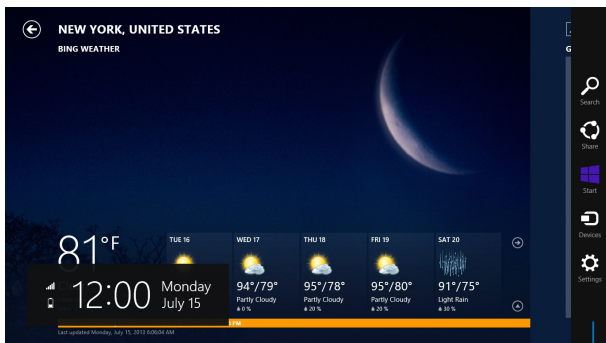 NEW YORK, UNITED STATES
BING WEATHER
Search
Share
Start
Devices
Settings
81°F
TUE 16
WED 17
94°/79°
Partly Cloudy
0 %
THU 18
95°/78°
Partly Cloudy
20 %
FRI 19
95°/80°
Partly Cloudy
20 %
SAT 20
91°/75°
Light Rain
30 %
12:00
Monday
July 15
PM
Last updated Monday, July 15, 2013 6:06:04 AM